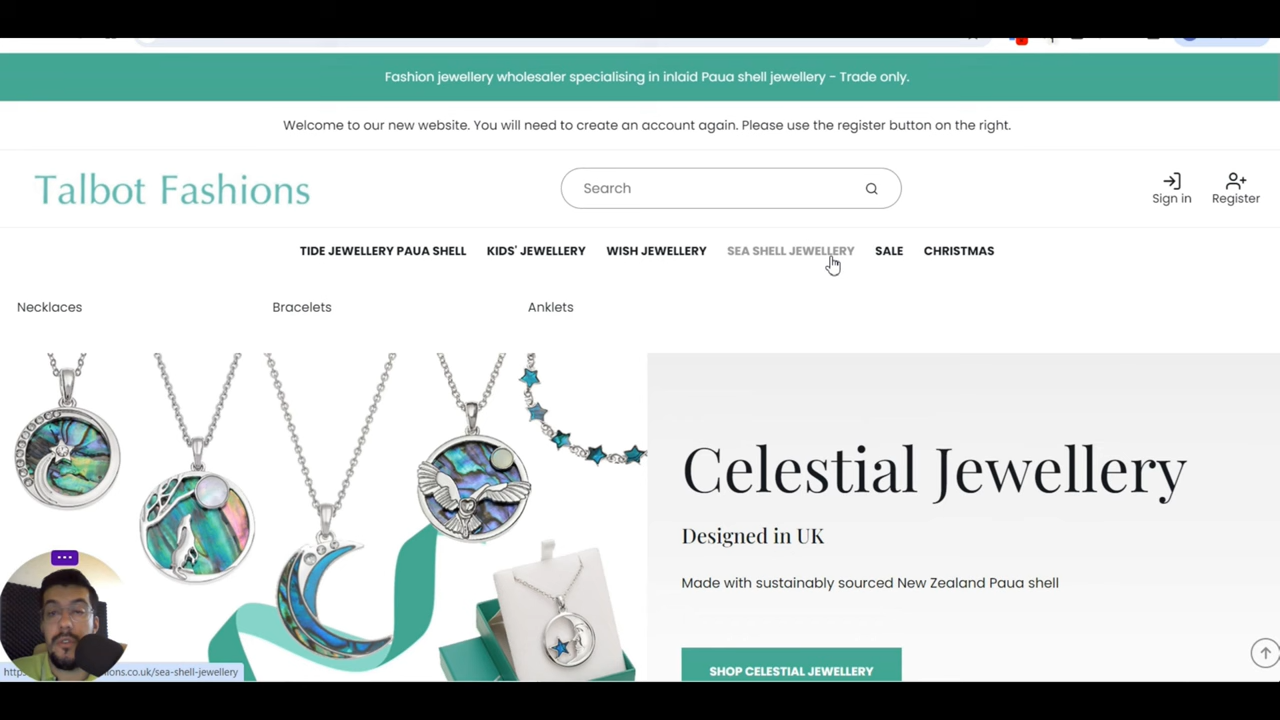 Fashion jewellery wholesaler specialising in inlaid Paua shell jewellery - Trade only.
Welcome to our new website. You will need to create an account again. Please use the register button on the right.
Talbot Fashions
Search
Sign in
Register
TIDE JEWELLERY PAUA SHELL
KIDS' JEWELLERY
WISH JEWELLERY
SEA SHELL JEWELLERY
SALE
CHRISTMAS
Necklaces
Bracelets
Anklets
Celestial Jewellery
Designed in UK
Made with sustainably sourced New Zealand Paua shell
SHOP CELESTIAL JEWELLERY
ions.co.uk/sea-shell-jewellery